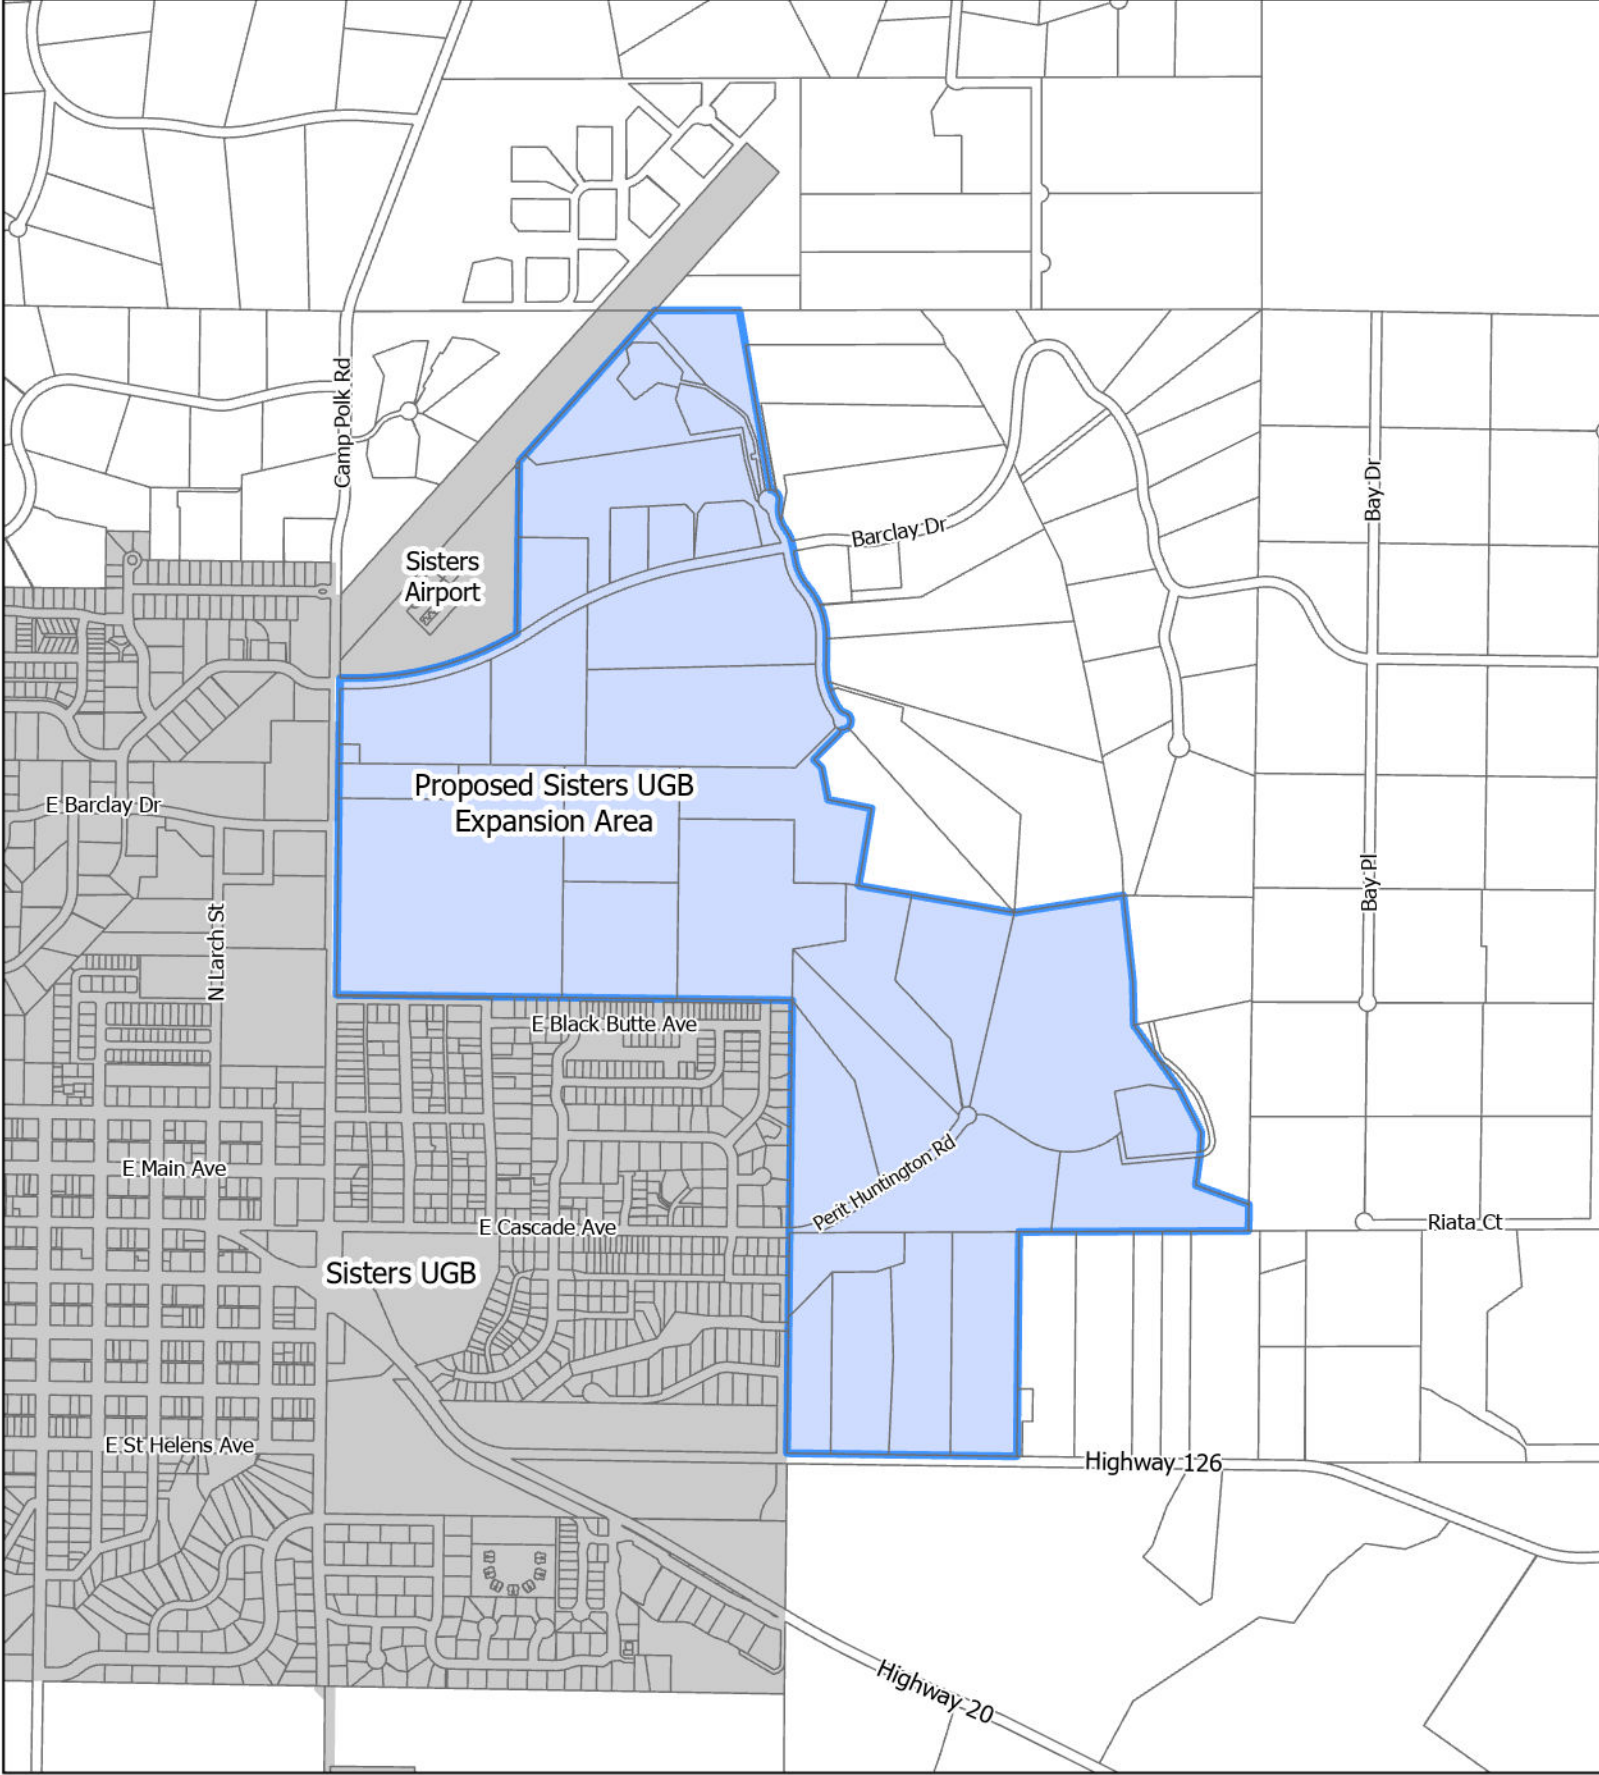 Camp Polk Rd
Bay Dr
Barclay Dr
Sisters
Airport
Proposed Sisters UGB
Expansion Area
E Barclay Dr
Bay Pl
N Larch St
E Black Butte Ave
E Main Ave
Perit Huntington Rd
E Cascade Ave
Riata Ct
Sisters UGB
E St Helens Ave
Highway 126
Highway 20